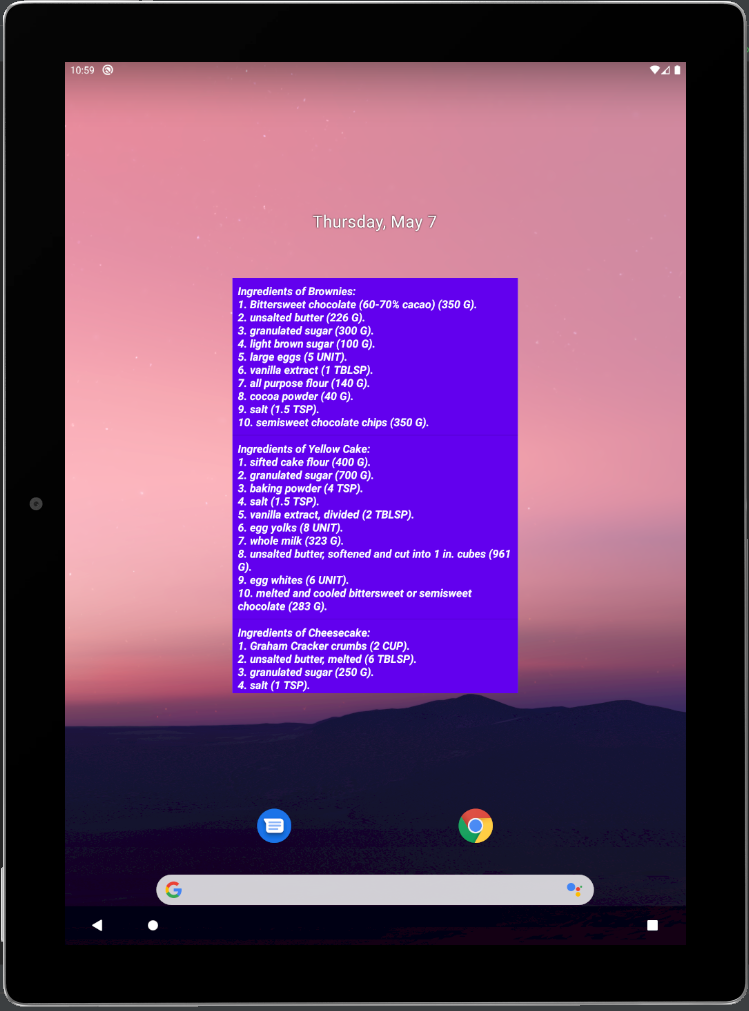 10:59
Thursday, May 7
Ingredients of Brownies:
1. Bittersweet chocolate (60-70% cacao) (350 G).
2. unsalted butter (226 G).
3. granulated sugar (300 G).
4. light brown sugar (100 G).
5. large eggs (5 UNIT).
6. vanilla extract (1 TBLSP).
7. all purpose flour (140 G).
8. cocoa powder (40 G).
9. salt (1.5 TSP).
10. semisweet chocolate chips (350 G).
Ingredients of Yellow Cake:
1. sifted cake flour (400 G).
2. granulated sugar (700 G).
3. baking powder (4 TSP).
4. salt (1.5 TSP).
5. vanilla extract, divided (2 TBLSP).
6. egg yolks (8 UNIT).
7. whole milk (323 G).
8. unsalted butter, softened and cut into 1 in. cubes (961
G).
9. egg whites (6 UNIT).
10. melted and cooled bittersweet or semisweet
chocolate (283 G).
Ingredients of Cheesecake:
1. Graham Cracker crumbs (2 CUP).
2. unsalted butter, melted (6 TBLSP).
3. granulated sugar (250 G).
4. salt (1 TSP).